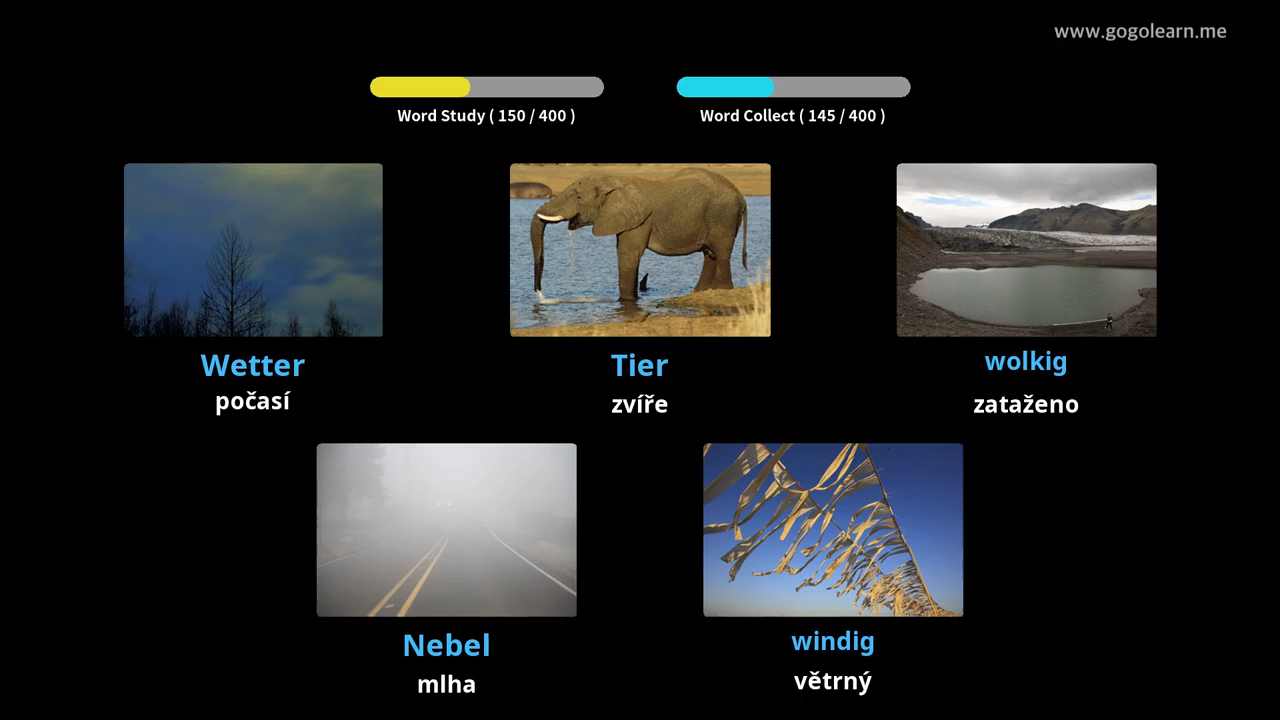 www.gogolearn.me
Word Study ( 150 / 400 )
Word Collect ( 145 / 400 )
Wetter
počasí
Tier
zvíře
wolkig
zataženo
Nebel
mlha
windig
větrný